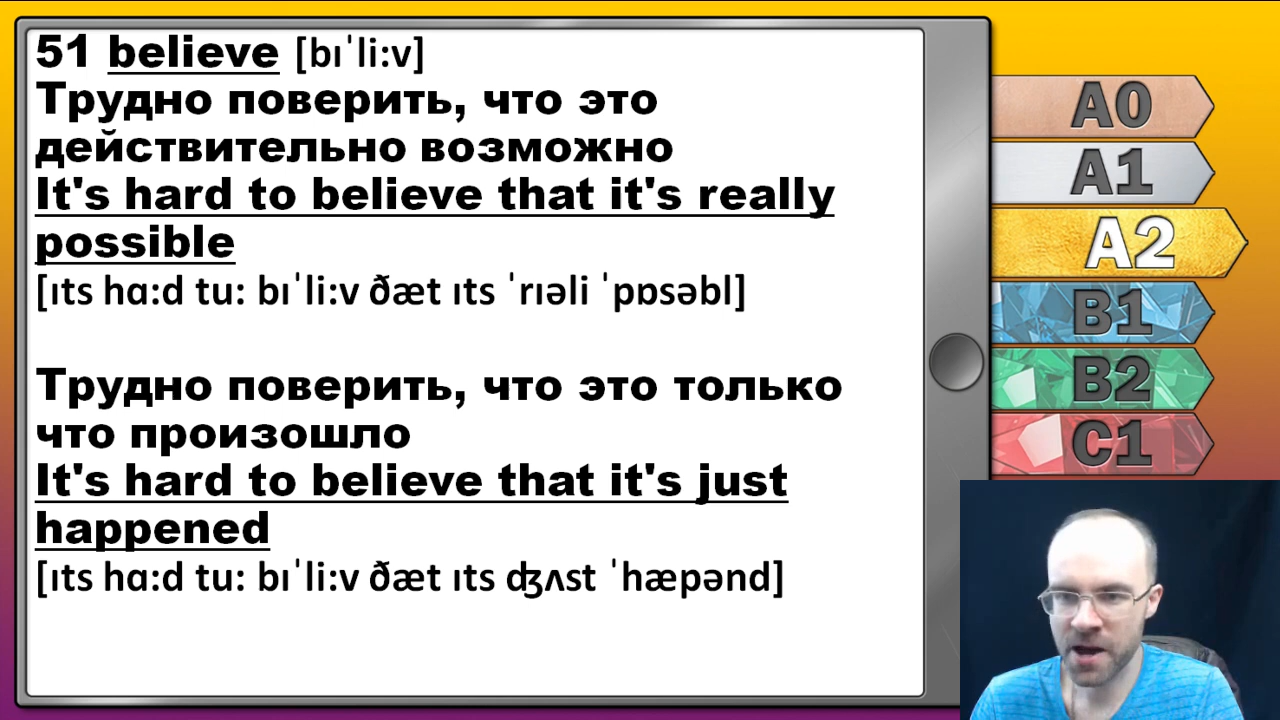 51 believe [bɪˈli:v]
Трудно поверить, что это
действительно возможно
It's hard to believe that it's really
possible
[ɪts hɑ:d tu: bɪˈli:v ðæt ɪts ˈrɪəli ˈpɒsəbl]
Трудно поверить, что это только
что произошло
It's hard to believe that it's just
happened
[ɪts hɑ:d tu: bɪˈli:v ðæt ɪts ʤʌst ˈhæpənd]
A0
A1
A2
B1
B2
C1